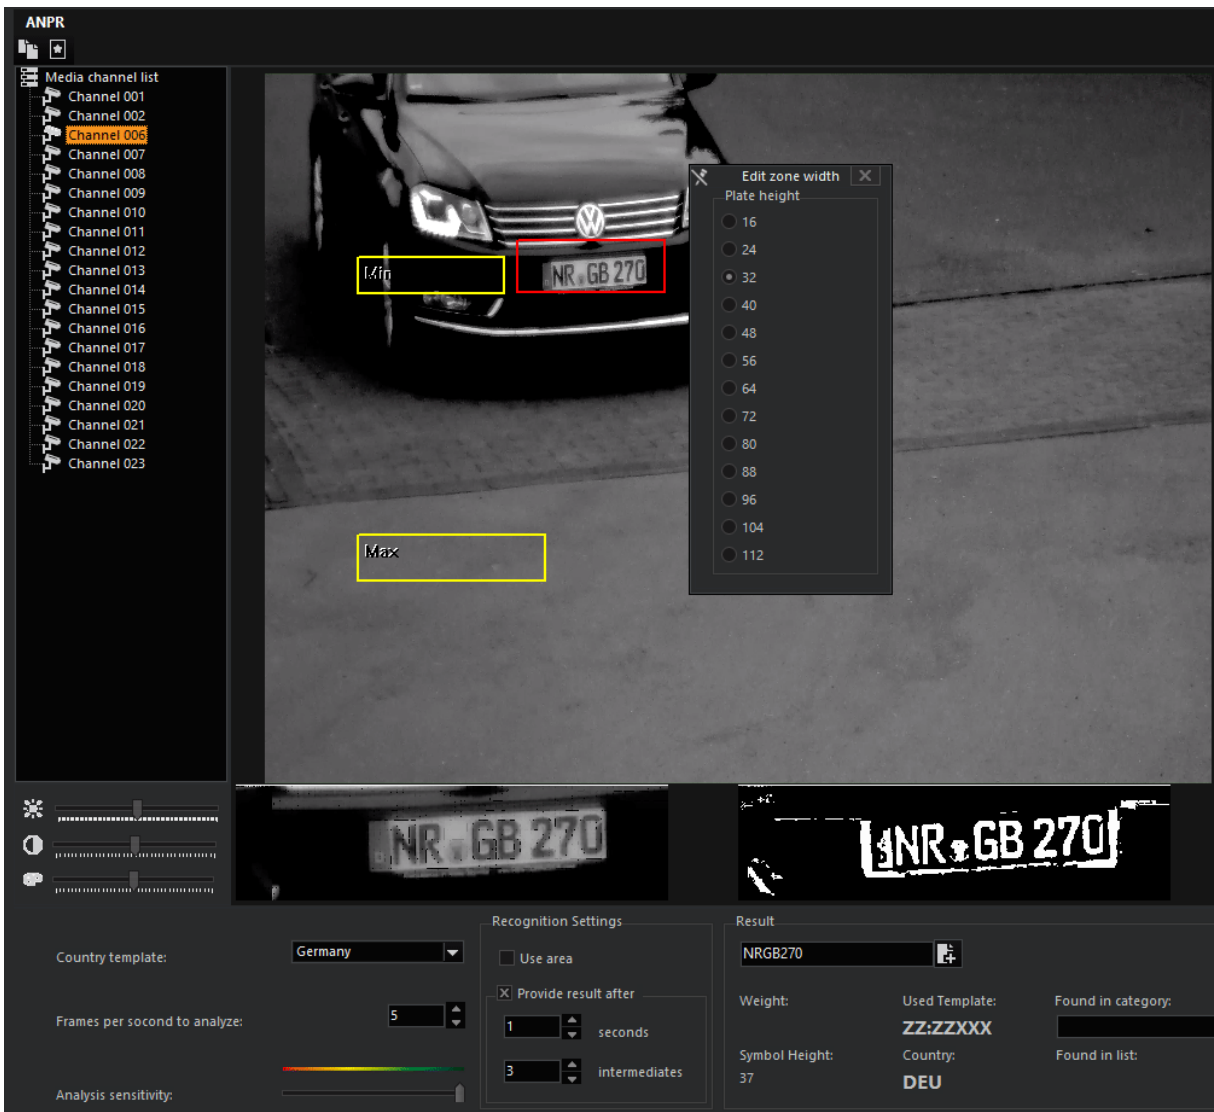 ANPR
Media channel list
Channel 001
Channel 002
Channel 006
Channel 007
Channel 008
Channel 009
Channel 010
Channel 011
Channel 012
Channel 013
Channel 014
Channel 015
Channel 016
Channel 017
Channel 018
Channel 019
Channel 020
Channel 021
Channel 022
Channel 023
Min
NR GB 270
Max
Edit zone width
Plate height
16
24
32
40
48
56
64
72
80
88
96
104
112
NR GB 270
NR GB 270
Country template:
Germany
Frames per socond to analyze:
5
Analysis sensitivity:
Recognition Settings
Use area
Provide result after
1 seconds
3 intermediates
Result
NRGB270
Weight:
Used Template:
Found in category:
ZZ:ZZXXX
Symbol Height:
Country:
Found in list:
37
DEU